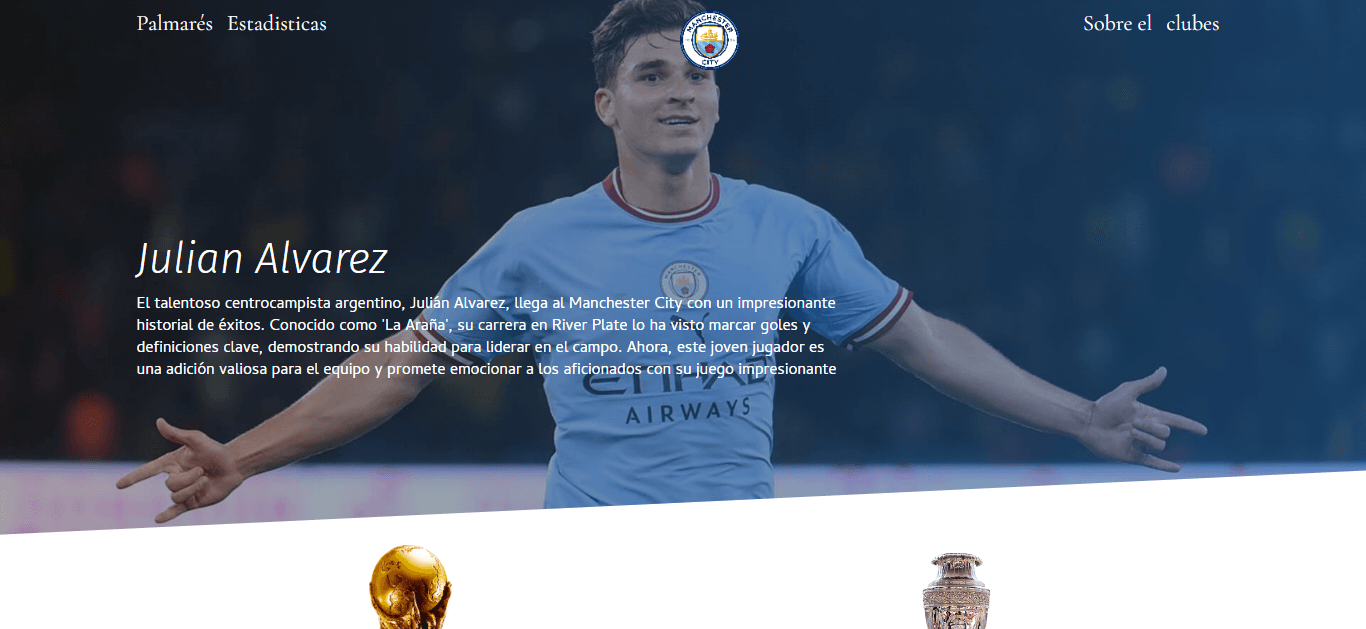 Palmarés Estadisticas
MANCHESTER
CITY
Sobre el clubes
Julian Alvarez
El talentoso centrocampista argentino, Julián Alvarez, llega al Manchester City con un impresionante
historial de éxitos. Conocido como 'La Araña', su carrera en River Plate lo ha visto marcar goles y
definiciones clave, demostrando su habilidad para liderar en el campo. Ahora, este joven jugador es
una adición valiosa para el equipo y promete emocionar a los aficionados con su juego impresionante
ETIHAD
AIRWAYS